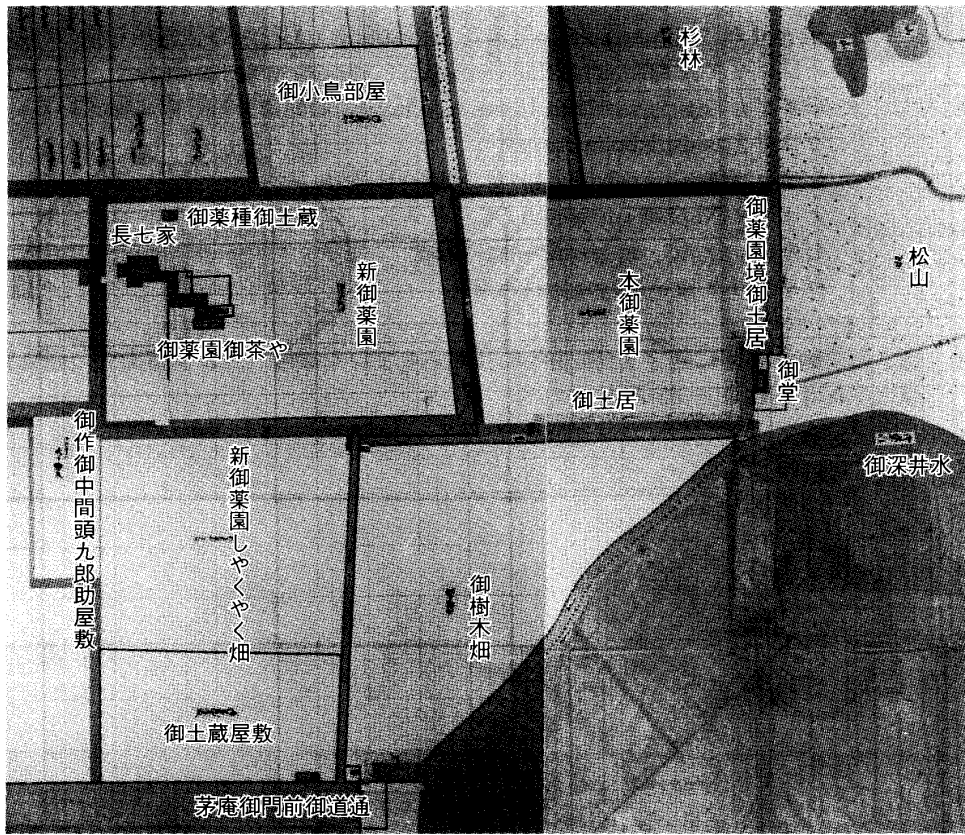 杉林
御小鳥部屋
御薬種御土蔵
長七家
新御薬園
御薬園御茶や
本御薬園
御薬園境御土居
松山
御土居
御堂
御深井水
御作御中間頭九郎助屋敷
新御薬園しやくやく畑
御樹木畑
御土蔵屋敷
茅庵御門前御道通